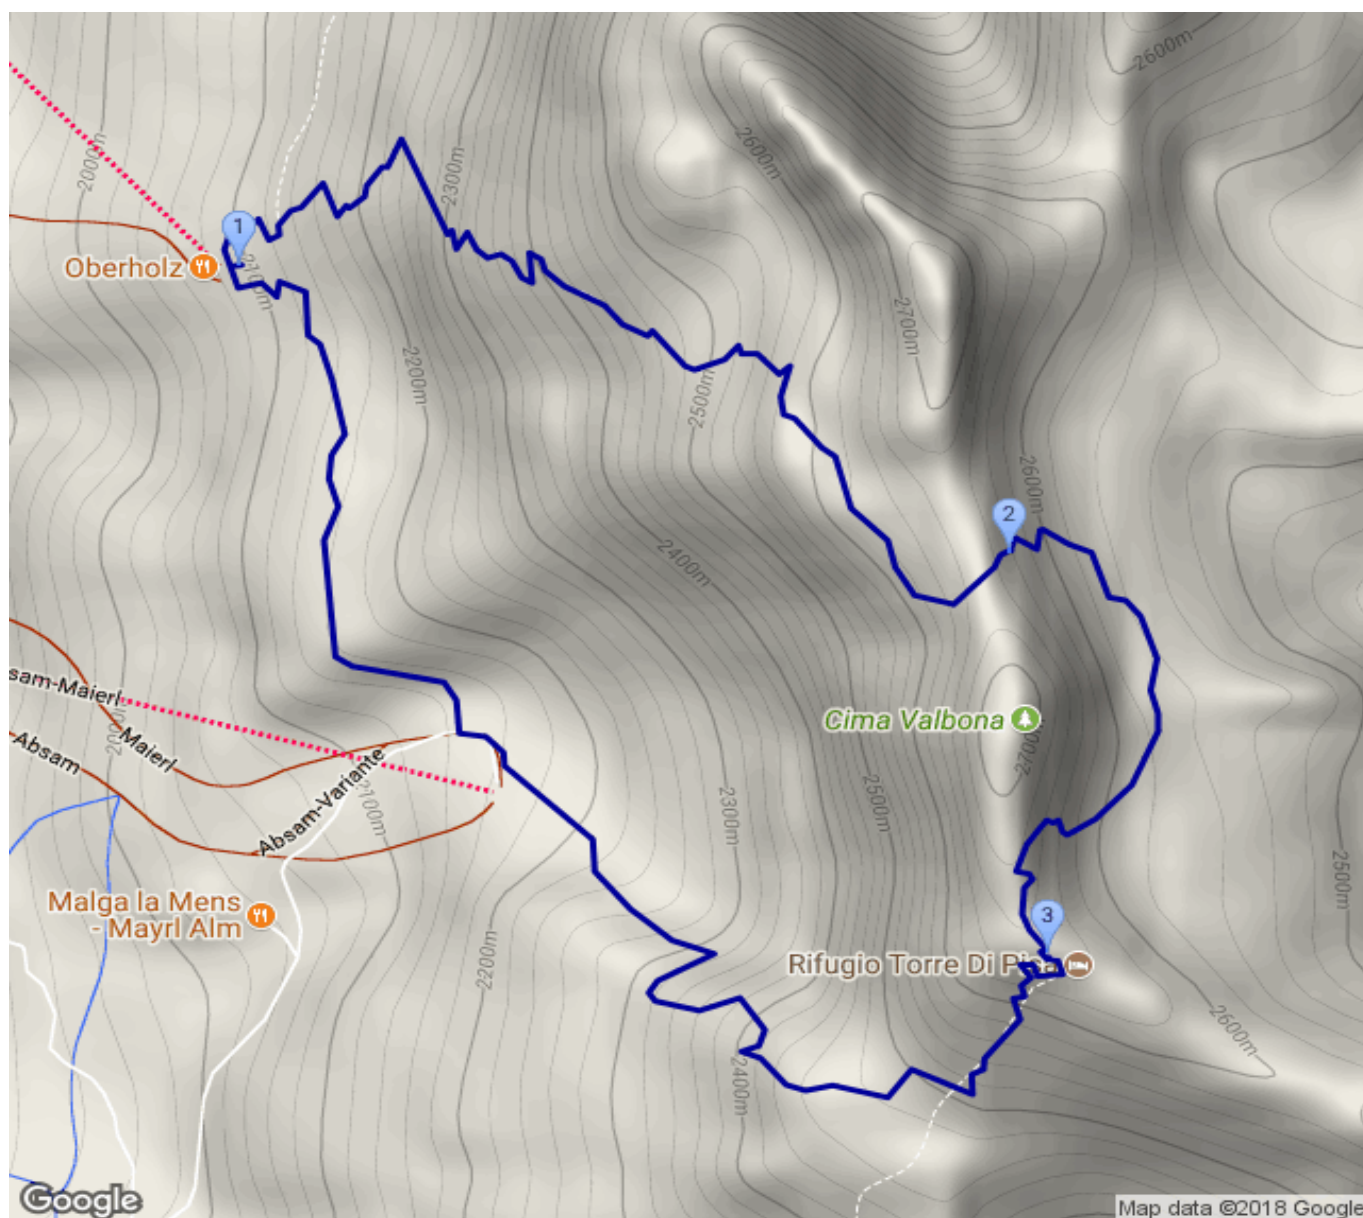 2600m
2000m
2600m
2300m
1
Oberholz
2100m
2700m
2200m
2500m
2600m
2
2400m
sam-Maierl
2000m
Maierl
Cima Valbona
2700m
Absam
Absam-Variante
2100m
2300m
2500m
2500m
Malga la Mens
- Mayrl Alm
3
2200m
Rifugio Torre Di Pisa
2600m
2400m
Google
Map data ©2018 Google